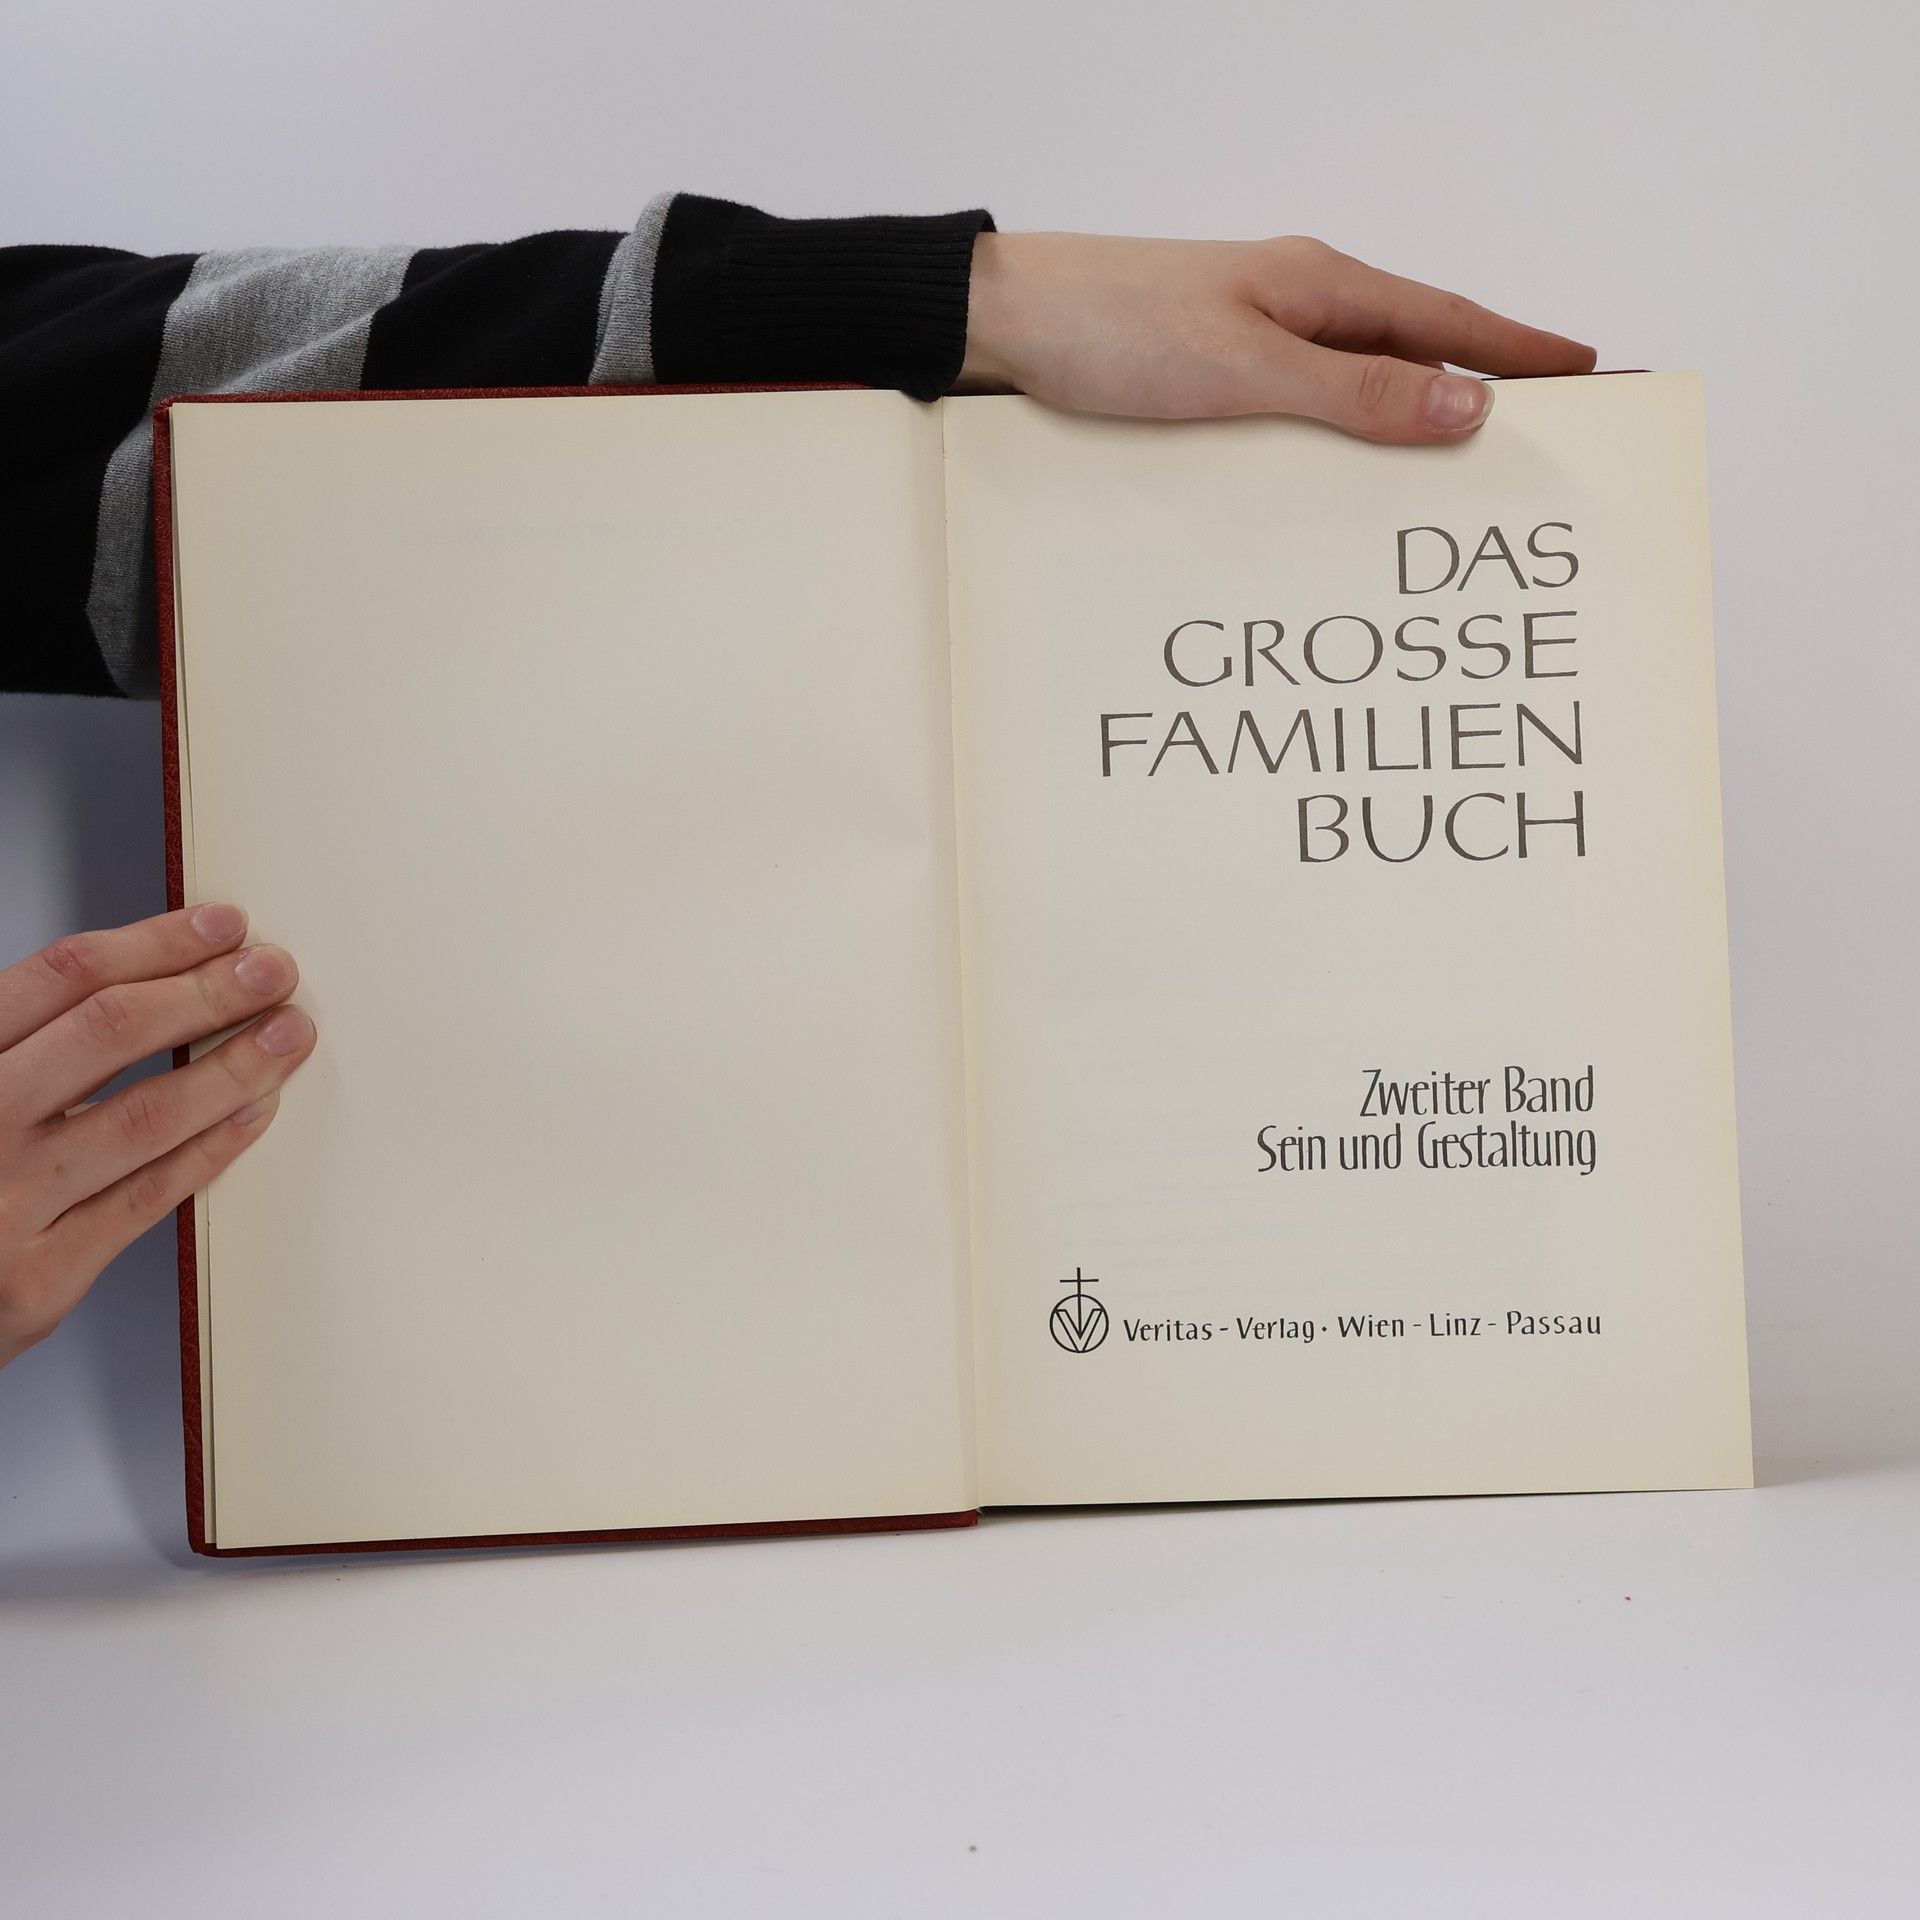 DAS
GROSSE
FAMILIEN
BUCH
Zweiter Band
Sein und Gestaltung
Veritas - Verlag · Wien - Linz - Passau